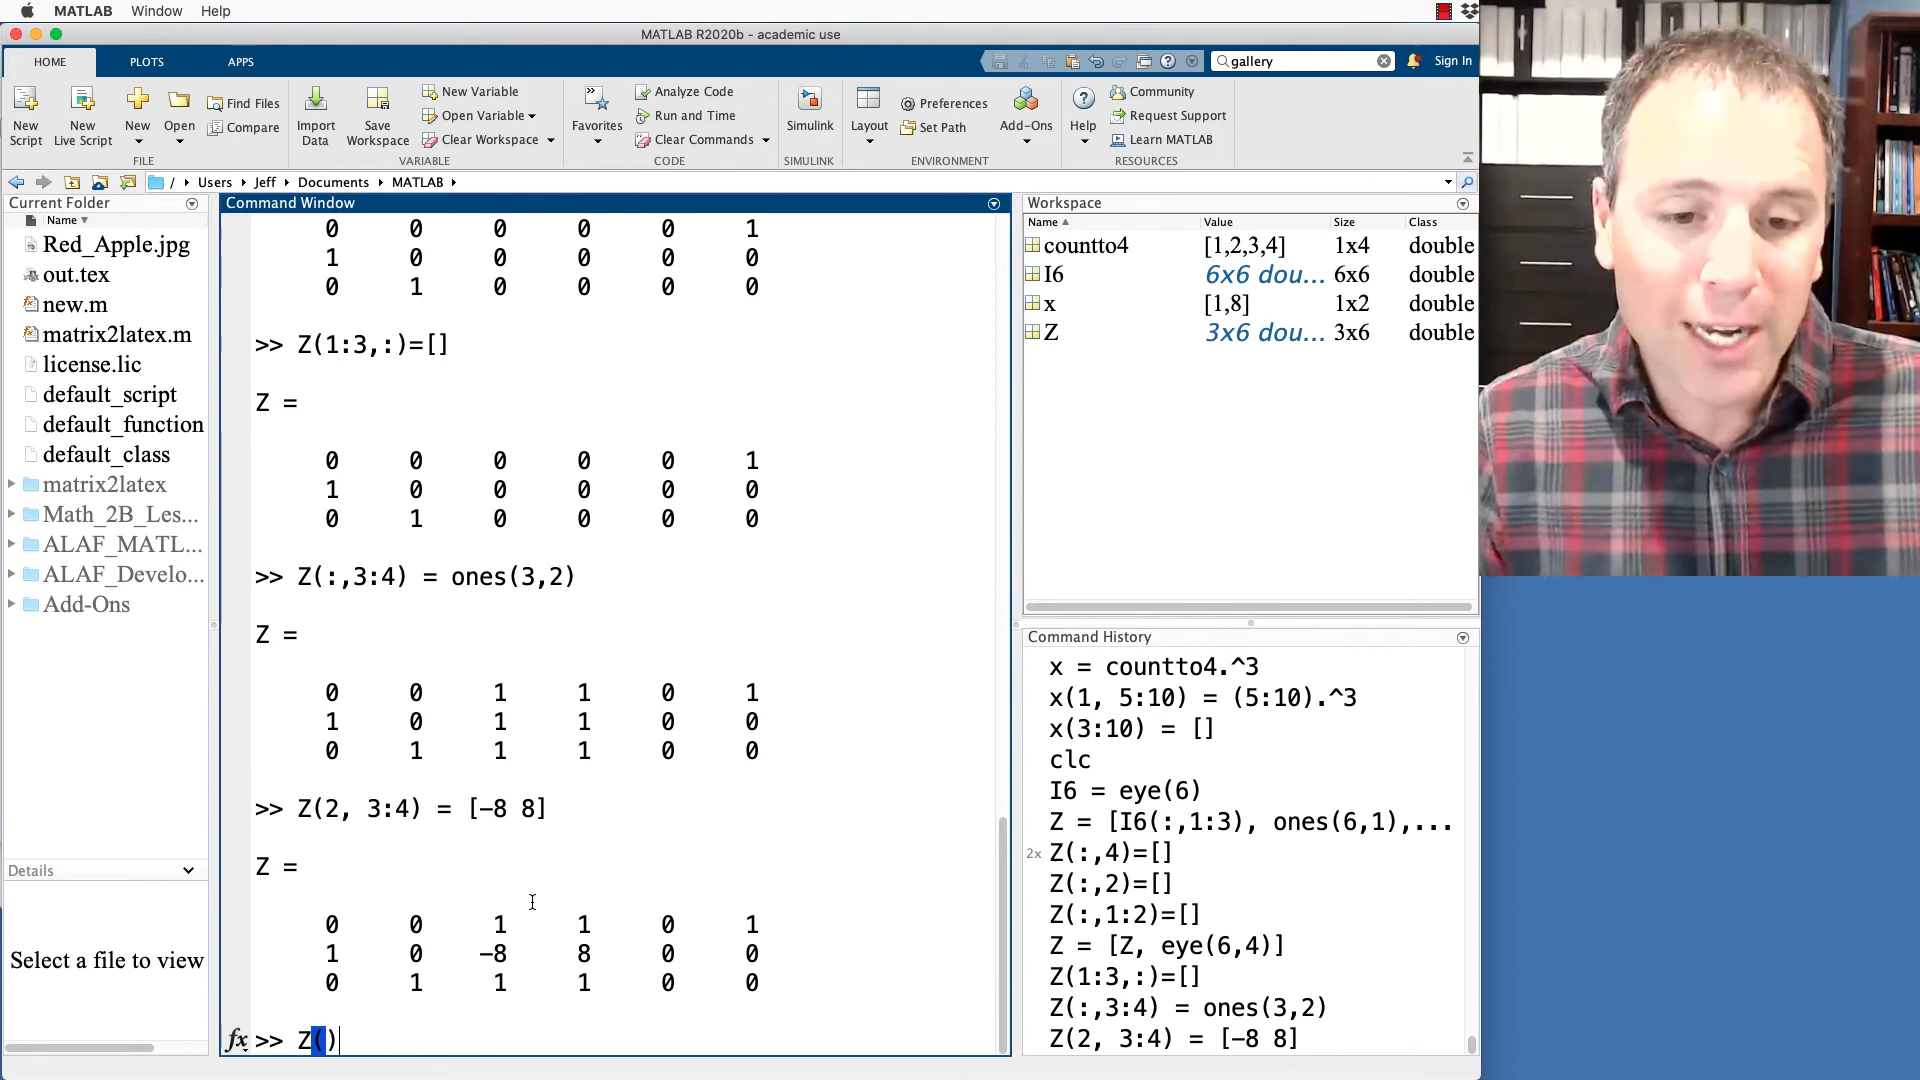 MATLAB Window Help
MATLAB R2020b - academic use
HOME PLOTS APPS
gallery
Sign In
New Script
New Live Script
New
Open
Find Files
Compare
FILE
Import Data
Save Workspace
New Variable
Open Variable
Clear Workspace
VARIABLE
Favorites
Analyze Code
Run and Time
Clear Commands
CODE
Simulink
SIMULINK
Layout
Preferences
Set Path
Add-Ons
ENVIRONMENT
Help
Community
Request Support
Learn MATLAB
RESOURCES
/ Users Jeff Documents MATLAB
Current Folder
Name
Red_Apple.jpg
out.tex
new.m
matrix2latex.m
license.lic
default_script
default_function
default_class
matrix2latex
Math_2B_Les...
ALAF_MATL...
ALAF_Develo...
Add-Ons
Details
Select a file to view
Command Window
0 0 0 0 0 1
1 0 0 0 0 0
0 1 0 0 0 0
>> Z(1:3,:)=[]
Z =
0 0 0 0 0 1
1 0 0 0 0 0
0 1 0 0 0 0
>> Z(:,3:4) = ones(3,2)
Z =
0 0 1 1 0 1
1 0 1 1 0 0
0 1 1 1 0 0
>> Z(2, 3:4) = [-8 8]
Z =
0 0 1 1 0 1
1 0 -8 8 0 0
0 1 1 1 0 0
fx >> Z()
Workspace
Name Value Size Class
countto4 [1,2,3,4] 1x4 double
I6 6x6 dou... 6x6 double
x [1,8] 1x2 double
Z 3x6 dou... 3x6 double
Command History
x = countto4.^3
x(1, 5:10) = (5:10).^3
x(3:10) = []
clc
I6 = eye(6)
Z = [I6(:,1:3), ones(6,1),...
2x Z(:,4)=[]
Z(:,2)=[]
Z(:,1:2)=[]
Z = [Z, eye(6,4)]
Z(1:3,:)=[]
Z(:,3:4) = ones(3,2)
Z(2, 3:4) = [-8 8]